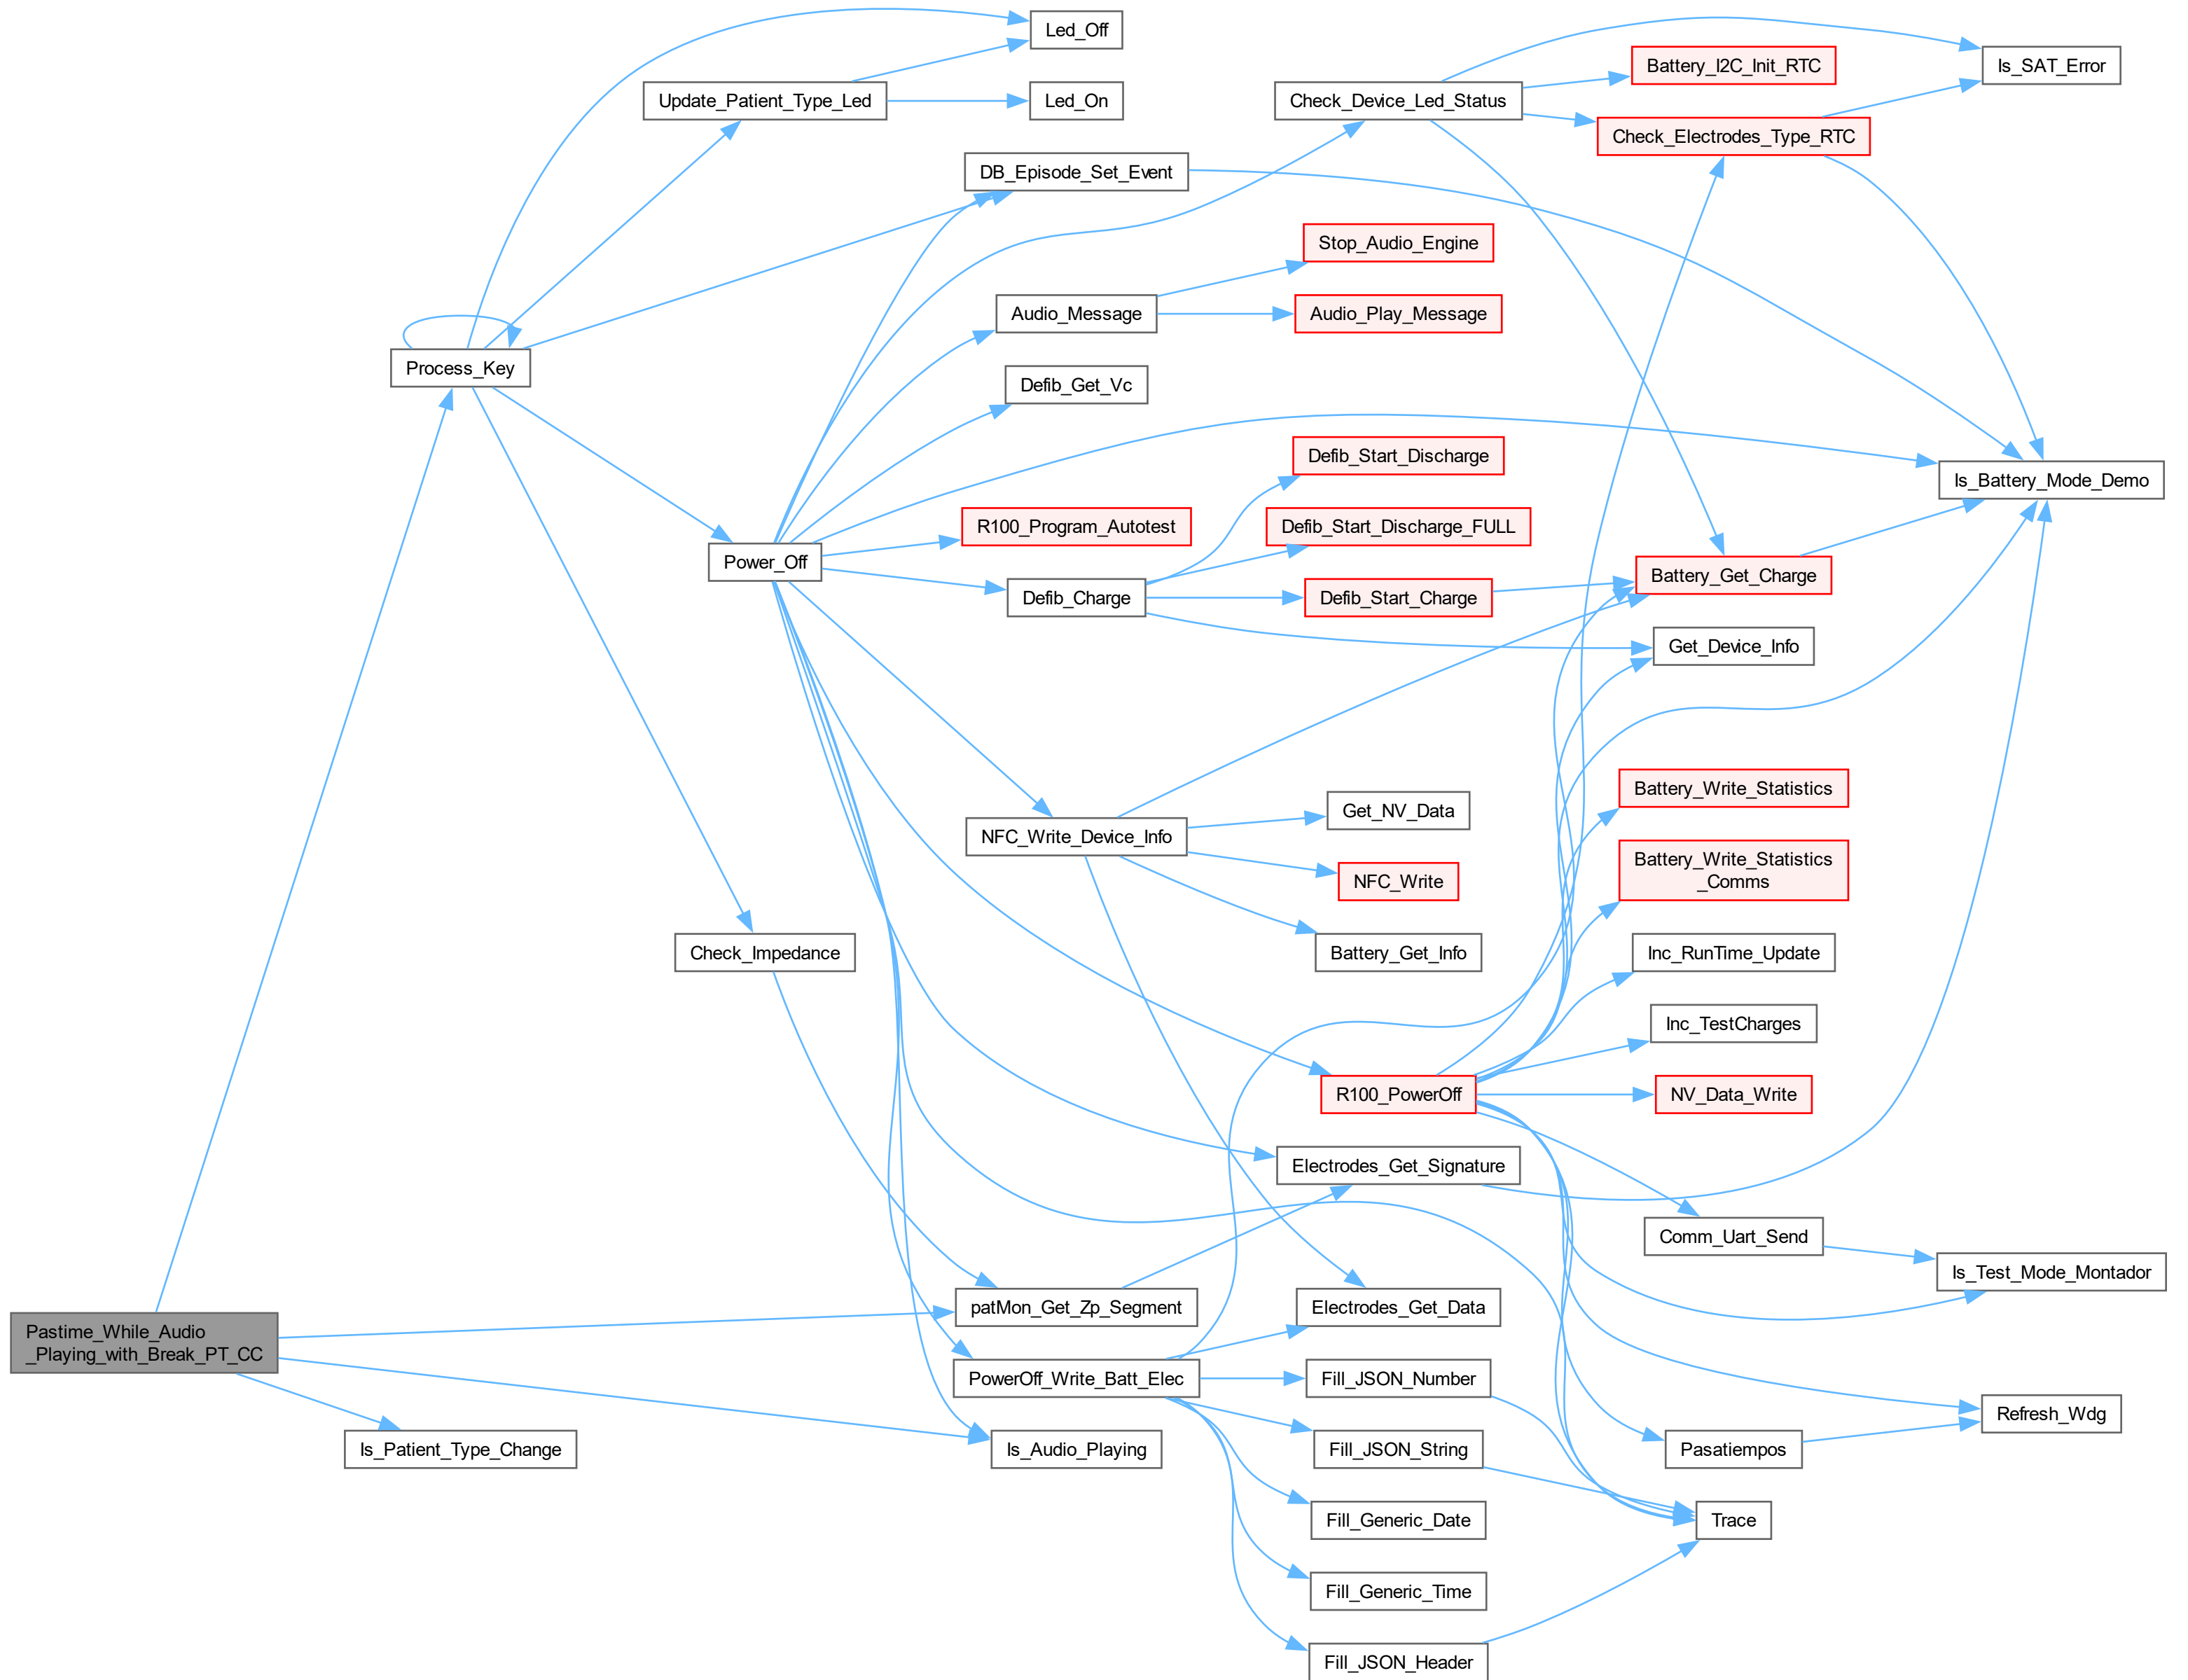 Led_Off
Is_SAT_Error
Battery_I2C_Init_RTC
Update_Patient_Type_Led
Led_On
Check_Device_Led_Status
Check_Electrodes_Type_RTC
DB_Episode_Set_Event
Stop_Audio_Engine
Audio_Message
Audio_Play_Message
Process_Key
Defib_Get_Vc
Defib_Start_Discharge
Is_Battery_Mode_Demo
R100_Program_Autotest
Defib_Start_Discharge_FULL
Power_Off
Battery_Get_Charge
Defib_Charge
Defib_Start_Charge
Get_Device_Info
Battery_Write_Statistics
Get_NV_Data
NFC_Write_Device_Info
Battery_Write_Statistics
_Comms
NFC_Write
Check_Impedance
Battery_Get_Info
Inc_RunTime_Update
Inc_TestCharges
R100_PowerOff
NV_Data_Write
Electrodes_Get_Signature
Comm_Uart_Send
Is_Test_Mode_Montador
patMon_Get_Zp_Segment
Electrodes_Get_Data
Pastime_While_Audio
_Playing_with_Break_PT_CC
PowerOff_Write_Batt_Elec
Fill_JSON_Number
Refresh_Wdg
Is_Patient_Type_Change
Is_Audio_Playing
Fill_JSON_String
Pasatiempos
Fill_Generic_Date
Trace
Fill_Generic_Time
Fill_JSON_Header